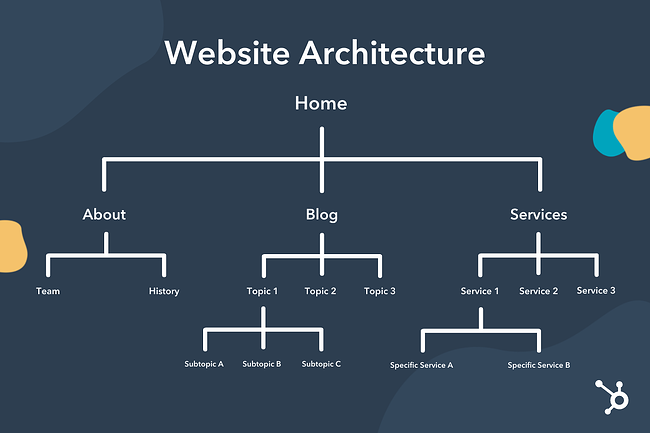 Website Architecture
Home
About Blog Services
Team History Topic 1 Topic 2 Topic 3 Service 1 Service 2 Service 3
Subtopic A Subtopic B Subtopic C Specific Service A Specific Service B